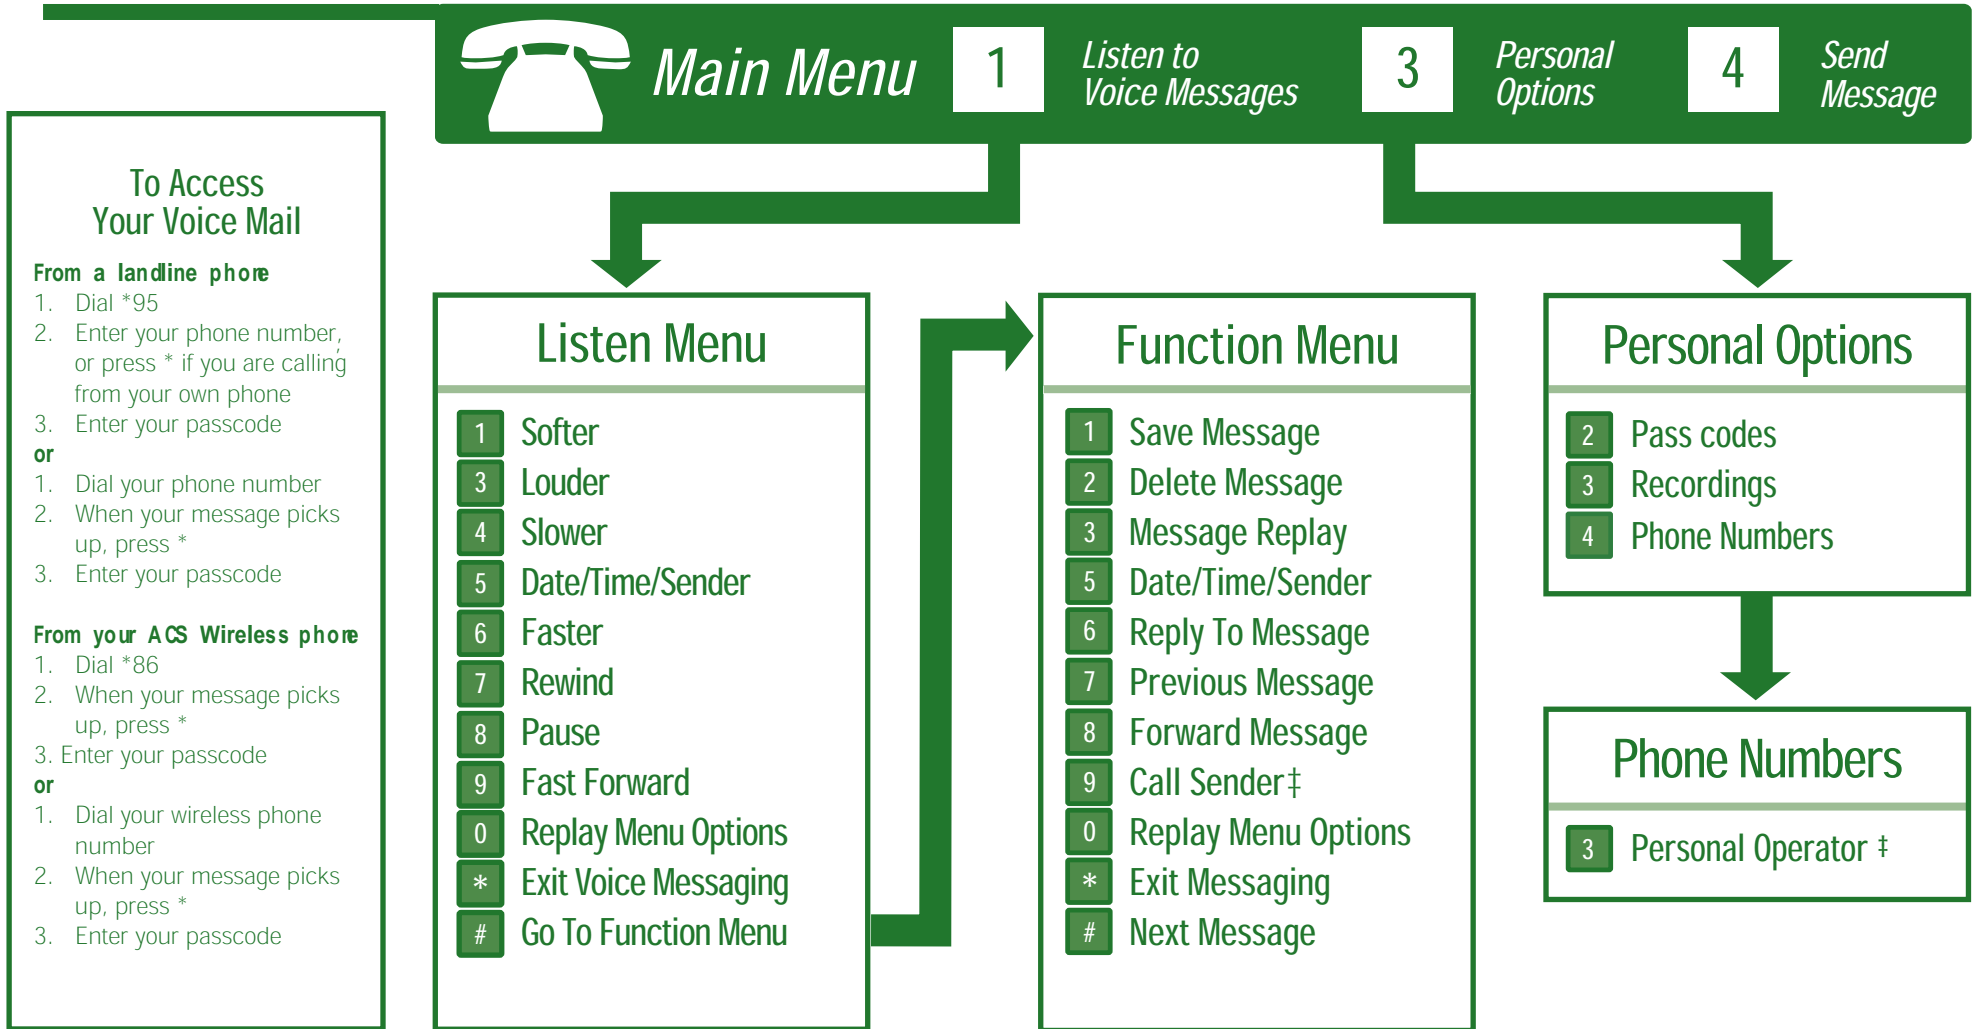 Main Menu
1
Listen to
Voice Messages
3
Personal
Options
4
Send
Message
To Access
Your Voice Mail
From a landline phone
1. Dial *95
2. Enter your phone number,
or press * if you are calling,
from your own phone
3. Enter your passcode
or
1. Dial your phone number
2. When your message picks
up, press *
3. Enter your passcode
From your ACS Wireless phone
1. Dial *86
2. When your message picks
up, press *
3. Enter your passcode
or
1. Dial your wireless phone
number
2. When your message picks
up, press *
3. Enter your passcode
Listen Menu
1 Softer
3 Louder
4 Slower
5 Date/Time/Sender
6 Faster
7 Rewind
8 Pause
9 Fast Forward
0 Replay Menu Options
* Exit Voice Messaging
# Go To Function Menu
Function Menu
1 Save Message
2 Delete Message
3 Message Replay
5 Date/Time/Sender
6 Reply To Message
7 Previous Message
8 Forward Message
9 Call Sender‡
0 Replay Menu Options
* Exit Messaging
# Next Message
Personal Options
2 Pass codes
3 Recordings
4 Phone Numbers
Phone Numbers
3 Personal Operator ‡